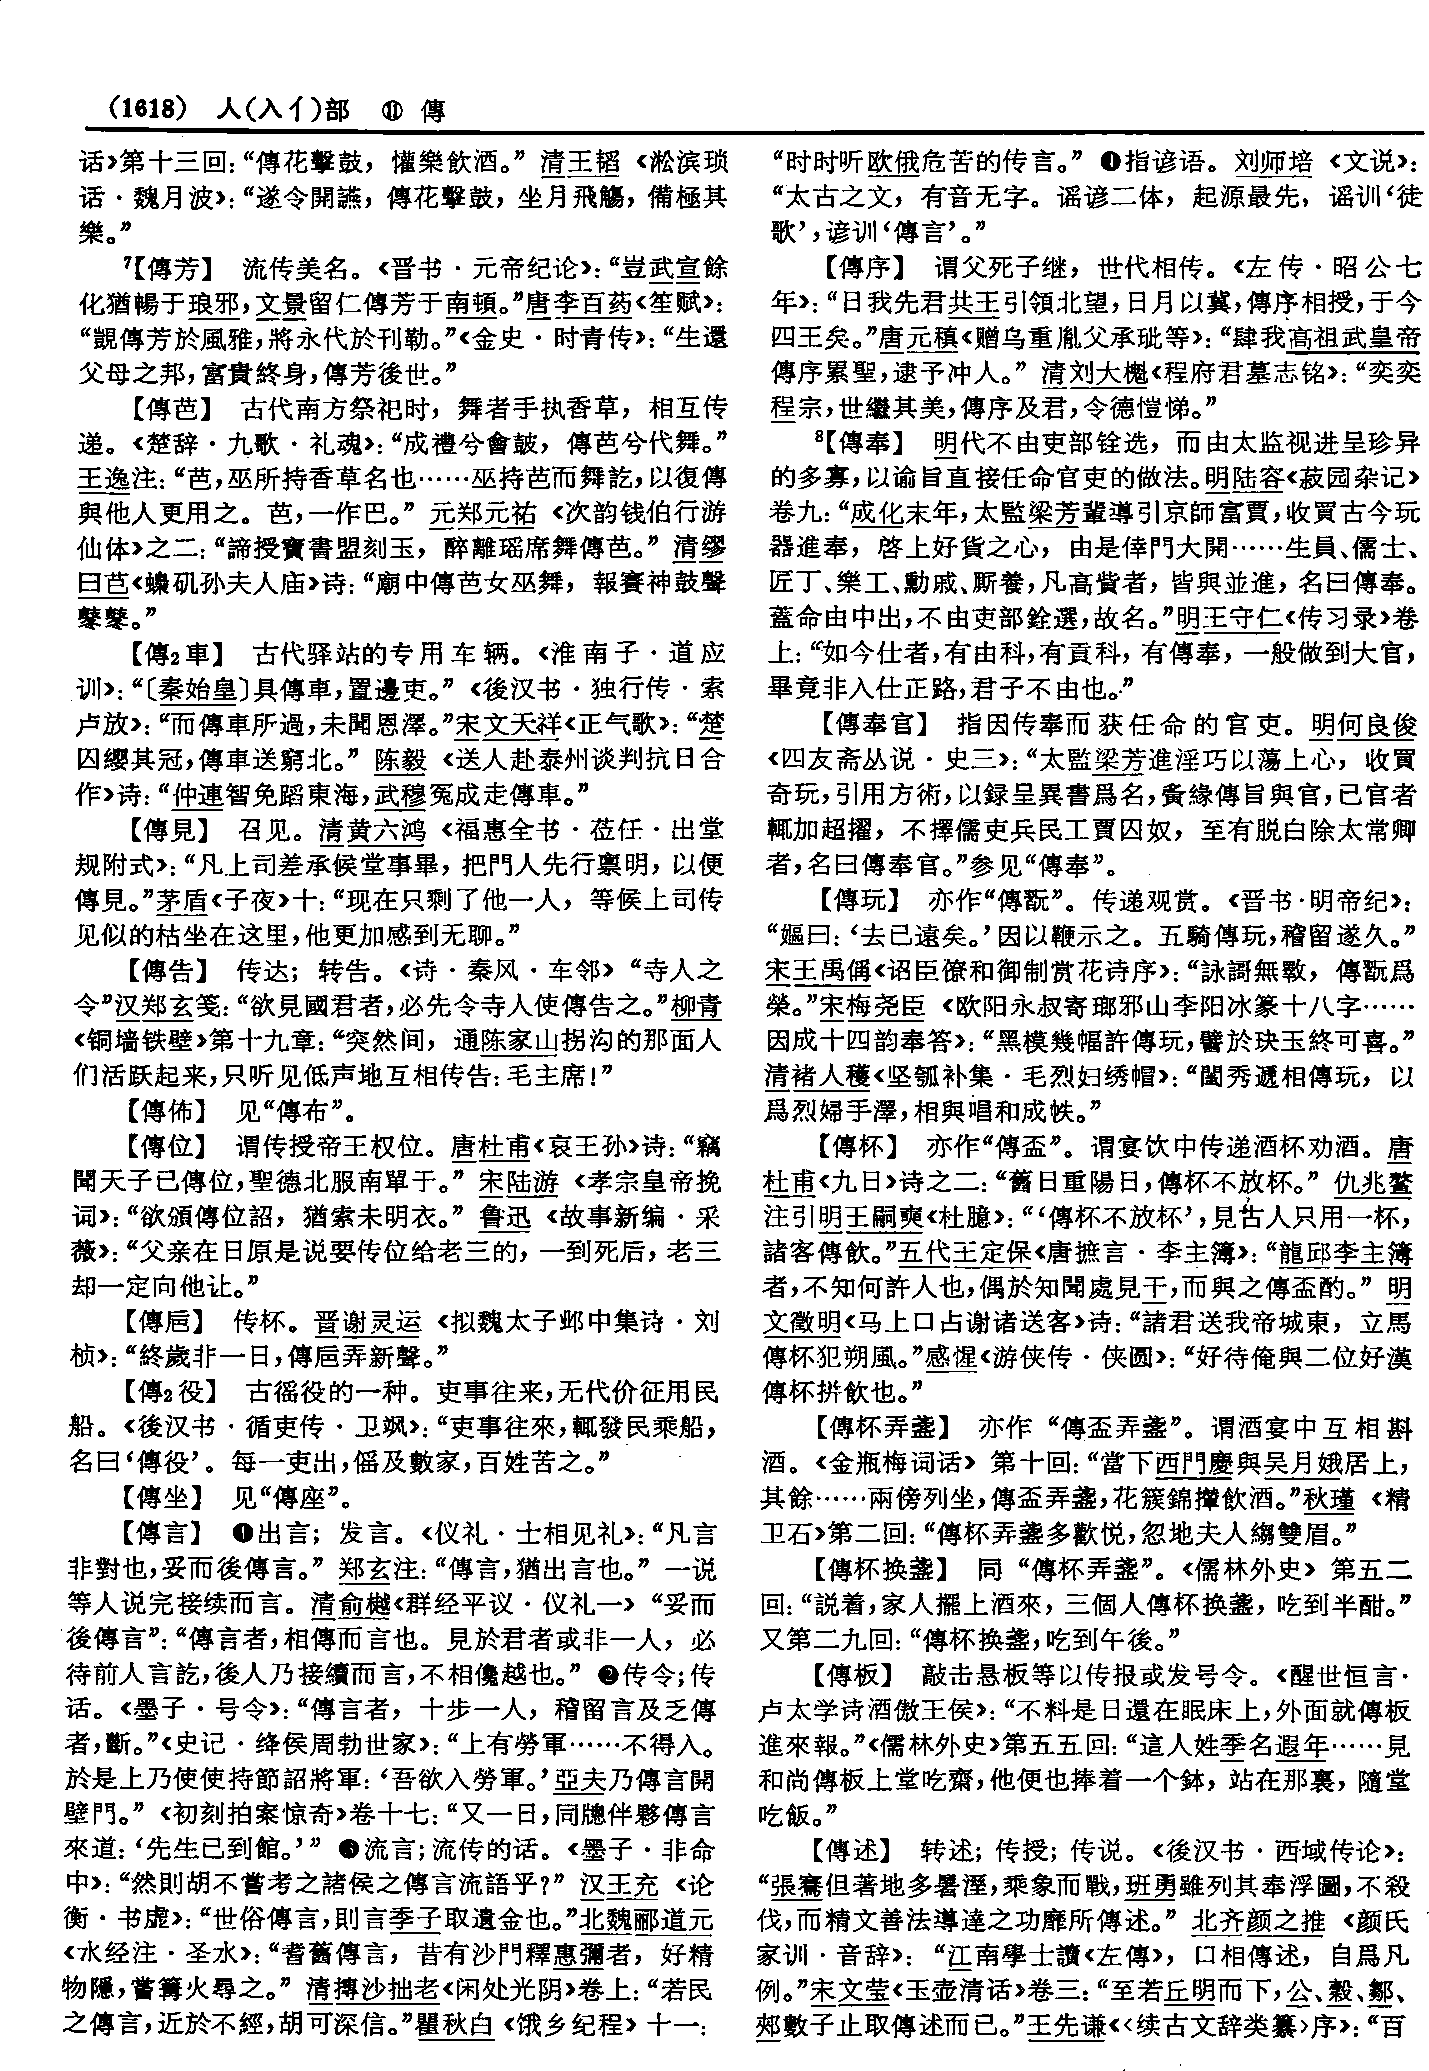 (1618) 人(入亻)部 ⑪ 傳
话》第十三回:“傳花擊鼓，懽樂飲酒。” 清王韬《淞滨琐
话·魏月波》:“遂令開讌，傳花擊鼓，坐月飛觴，備極其
樂。”
⁷【傳芳】 流传美名。《晋书·元帝纪论》:“豈武宣餘
化猶暢于琅邪，文景留仁傳芳于南頓。”唐李百药《笙赋》:
“覬傳芳於風雅，將永代於刊勒。”《金史·时青传》:“生還
父母之邦，富貴終身，傳芳後世。”
【傳芭】 古代南方祭祀时，舞者手执香草，相互传
递。《楚辞·九歌·礼魂》:“成禮兮會鼓，傳芭兮代舞。”
王逸注:“芭，巫所持香草名也……巫持芭而舞訖，以復傳
與他人更用之。芭，一作巴。” 元郑元祐《次韵钱伯行游
仙体》之二:“諦授寶書盟刻玉，醉離瑶席舞傳芭。” 清缪
曰芑《蟂矶孙夫人庙》诗:“廟中傳芭女巫舞，報賽神鼓聲
鼕鼕。”
【傳₂車】 古代驿站的专用车辆。《淮南子·道应
训》:“〔秦始皇〕具傳車，置邊吏。” 《後汉书·独行传·索
卢放》:“而傳車所過，未聞恩澤。”宋文天祥《正气歌》:“楚
囚纓其冠，傳車送窮北。” 陈毅《送人赴泰州谈判抗日合
作》诗:“仲連智免蹈東海，武穆冤成走傳車。”
【傳見】 召见。清黄六鸿《福惠全书·莅任·出堂
规附式》:“凡上司差承候堂事畢，把門人先行禀明，以便
傳見。”茅盾《子夜》十:“现在只剩了他一人，等候上司传
见似的枯坐在这里，他更加感到无聊。”
【傳告】 传达；转告。《诗·秦风·车邻》“寺人之
令”汉郑玄笺:“欲見國君者，必先令寺人使傳告之。”柳青
《铜墙铁壁》第十九章:“突然间，通陈家山拐沟的那面人
们活跃起来，只听见低声地互相传告:毛主席!”
【傳佈】 见“傳布”。
【傳位】 谓传授帝王权位。唐杜甫《哀王孙》诗:“竊
聞天子已傳位，聖德北服南單于。” 宋陆游《孝宗皇帝挽
词》:“欲頒傳位詔，猶索未明衣。” 鲁迅《故事新编·采
薇》:“父亲在日原是说要传位给老三的，一到死后，老三
却一定向他让。”
【傳巵】 传杯。晋谢灵运《拟魏太子邺中集诗·刘
桢》:“終歲非一日，傳巵弄新聲。”
【傳₂役】 古徭役的一种。吏事往来，无代价征用民
船。《後汉书·循吏传·卫飒》:“吏事往來，輒發民乘船，
名曰‘傳役’。每一吏出，傜及數家，百姓苦之。”
【傳坐】 见“傳座”。
【傳言】 ❶出言；发言。《仪礼·士相见礼》:“凡言
非對也，妥而後傳言。” 郑玄注:“傳言，猶出言也。” 一说
等人说完接续而言。清俞樾《群经平议·仪礼一》“妥而
後傳言”:“傳言者，相傳而言也。見於君者或非一人，必
待前人言訖，後人乃接續而言，不相儳越也。” ❷传令；传
话。《墨子·号令》:“傳言者，十步一人，稽留言及乏傳
者，斷。”《史记·绛侯周勃世家》:“上有勞軍……不得入。
於是上乃使使持節詔將軍:‘吾欲入勞軍。’亞夫乃傳言開
壁門。” 《初刻拍案惊奇》卷十七:“又一日，同牕伴夥傳言
來道:‘先生已到館。’” ❸流言；流传的话。《墨子·非命
中》:“然則胡不嘗考之諸侯之傳言流語乎?” 汉王充《论
衡·书虚》:“世俗傳言，則言季子取遺金也。”北魏郦道元
《水经注·圣水》:“耆舊傳言，昔有沙門釋惠彌者，好精
物隱，嘗篝火尋之。” 清搏沙拙老《闲处光阴》卷上:“若民
之傳言，近於不經，胡可深信。”瞿秋白《饿乡纪程》十一:
“时时听欧俄危苦的传言。” ❹指谚语。刘师培《文说》:
“太古之文，有音无字。谣谚二体，起源最先，谣训‘徒
歌’，谚训‘傳言’。”
【傳序】 谓父死子继，世代相传。《左传·昭公七
年》:“日我先君共王引領北望，日月以冀，傳序相授，于今
四王矣。”唐元稹《赠乌重胤父承玼等》:“肆我高祖武皇帝
傳序累聖，逮予冲人。” 清刘大櫆《程府君墓志铭》:“奕奕
程宗，世繼其美，傳序及君，令德愷悌。”
⁸【傳奉】 明代不由吏部铨选，而由太监视进呈珍异
的多寡，以谕旨直接任命官吏的做法。明陆容《菽园杂记》
卷九:“成化末年，太監梁芳輩導引京師富賈，收買古今玩
器進奉，啓上好貨之心，由是倖門大開……生員、儒士、
匠丁、樂工、勳戚、厮養，凡高貲者，皆與並進，名曰傳奉。
蓋命由中出，不由吏部銓選，故名。”明王守仁《传习录》卷
上:“如今仕者，有由科，有貢科，有傳奉，一般做到大官，
畢竟非入仕正路，君子不由也。”
【傳奉官】 指因传奉而获任命的官吏。明何良俊
《四友斋丛说·史三》:“太監梁芳進淫巧以蕩上心，收買
奇玩，引用方術，以録呈異書爲名，夤緣傳旨與官，已官者
輒加超擢，不擇儒吏兵民工賈囚奴，至有脱白除太常卿
者，名曰傳奉官。”参见“傳奉”。
【傳玩】 亦作“傳翫”。传递观赏。《晋书·明帝纪》:
“嫗曰:‘去已遠矣。’因以鞭示之。五騎傳玩，稽留遂久。”
宋王禹偁《诏臣僚和御制赏花诗序》:“詠謌無斁，傳翫爲
榮。”宋梅尧臣《欧阳永叔寄瑯邪山李阳冰篆十八字……
因成十四韵奉答》:“黑模幾幅許傳玩，譬於玦玉終可喜。”
清褚人穫《坚瓠补集·毛烈妇绣帽》:“閨秀遞相傳玩，以
爲烈婦手澤，相與唱和成帙。”
【傳杯】 亦作“傳盃”。谓宴饮中传递酒杯劝酒。唐
杜甫《九日》诗之二:“舊日重陽日，傳杯不放杯。” 仇兆鳌
注引明王嗣奭《杜臆》:“‘傳杯不放杯’，見古人只用一杯，
諸客傳飲。”五代王定保《唐摭言·李主簿》:“龍邱李主簿
者，不知何許人也，偶於知聞處見干，而與之傳盃酌。” 明
文徵明《马上口占谢诸送客》诗:“諸君送我帝城東，立馬
傳杯犯朔風。”感惺《游侠传·侠圆》:“好待俺與二位好漢
傳杯拼飲也。”
【傳杯弄盞】 亦作“傳盃弄盞”。谓酒宴中互相斟
酒。《金瓶梅词话》第十回:“當下西門慶與吴月娥居上，
其餘……兩傍列坐，傳盃弄盞，花簇錦攢飲酒。”秋瑾《精
卫石》第二回:“傳杯弄盞多歡悦，忽地夫人縐雙眉。”
【傳杯换盞】 同“傳杯弄盞”。《儒林外史》第五二
回:“説着，家人擺上酒來，三個人傳杯换盞，吃到半酣。”
又第二九回:“傳杯换盞，吃到午後。”
【傳板】 敲击悬板等以传报或发号令。《醒世恒言·
卢太学诗酒傲王侯》:“不料是日還在眠床上，外面就傳板
進來報。”《儒林外史》第五五回:“這人姓季名遐年……見
和尚傳板上堂吃齋，他便也捧着一个鉢，站在那裏，隨堂
吃飯。”
【傳述】 转述；传授；传说。《後汉书·西域传论》:
“張騫但著地多暑溼，乘象而戰，班勇雖列其奉浮圖，不殺
伐，而精文善法導達之功靡所傳述。” 北齐颜之推《颜氏
家训·音辞》: “江南學士讀《左傳》，口相傳述，自爲凡
例。”宋文莹《玉壶清话》卷三:“至若丘明而下，公、穀、鄒、
郟數子止取傳述而已。”王先谦《〈续古文辞类纂〉序》:“百